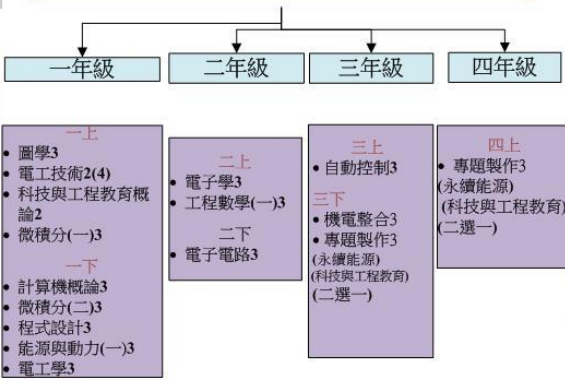 一年級
二年級
三年級
四年級
一上
圖學3
電工技術2(4)
科技與工程教育概
論2
微積分(一)3
一下
計算機概論3
微積分(二)3
程式設計3
能源與動力(一)3
電工學3
二上
電子學3
工程數學(一)3
二下
電子電路3
三上
自動控制3
三下
機電整合3
專題製作3
(永續能源)
(科技與工程教育)
(二選一)
四上
專題製作3
(永續能源)
(科技與工程教育)
(二選一)